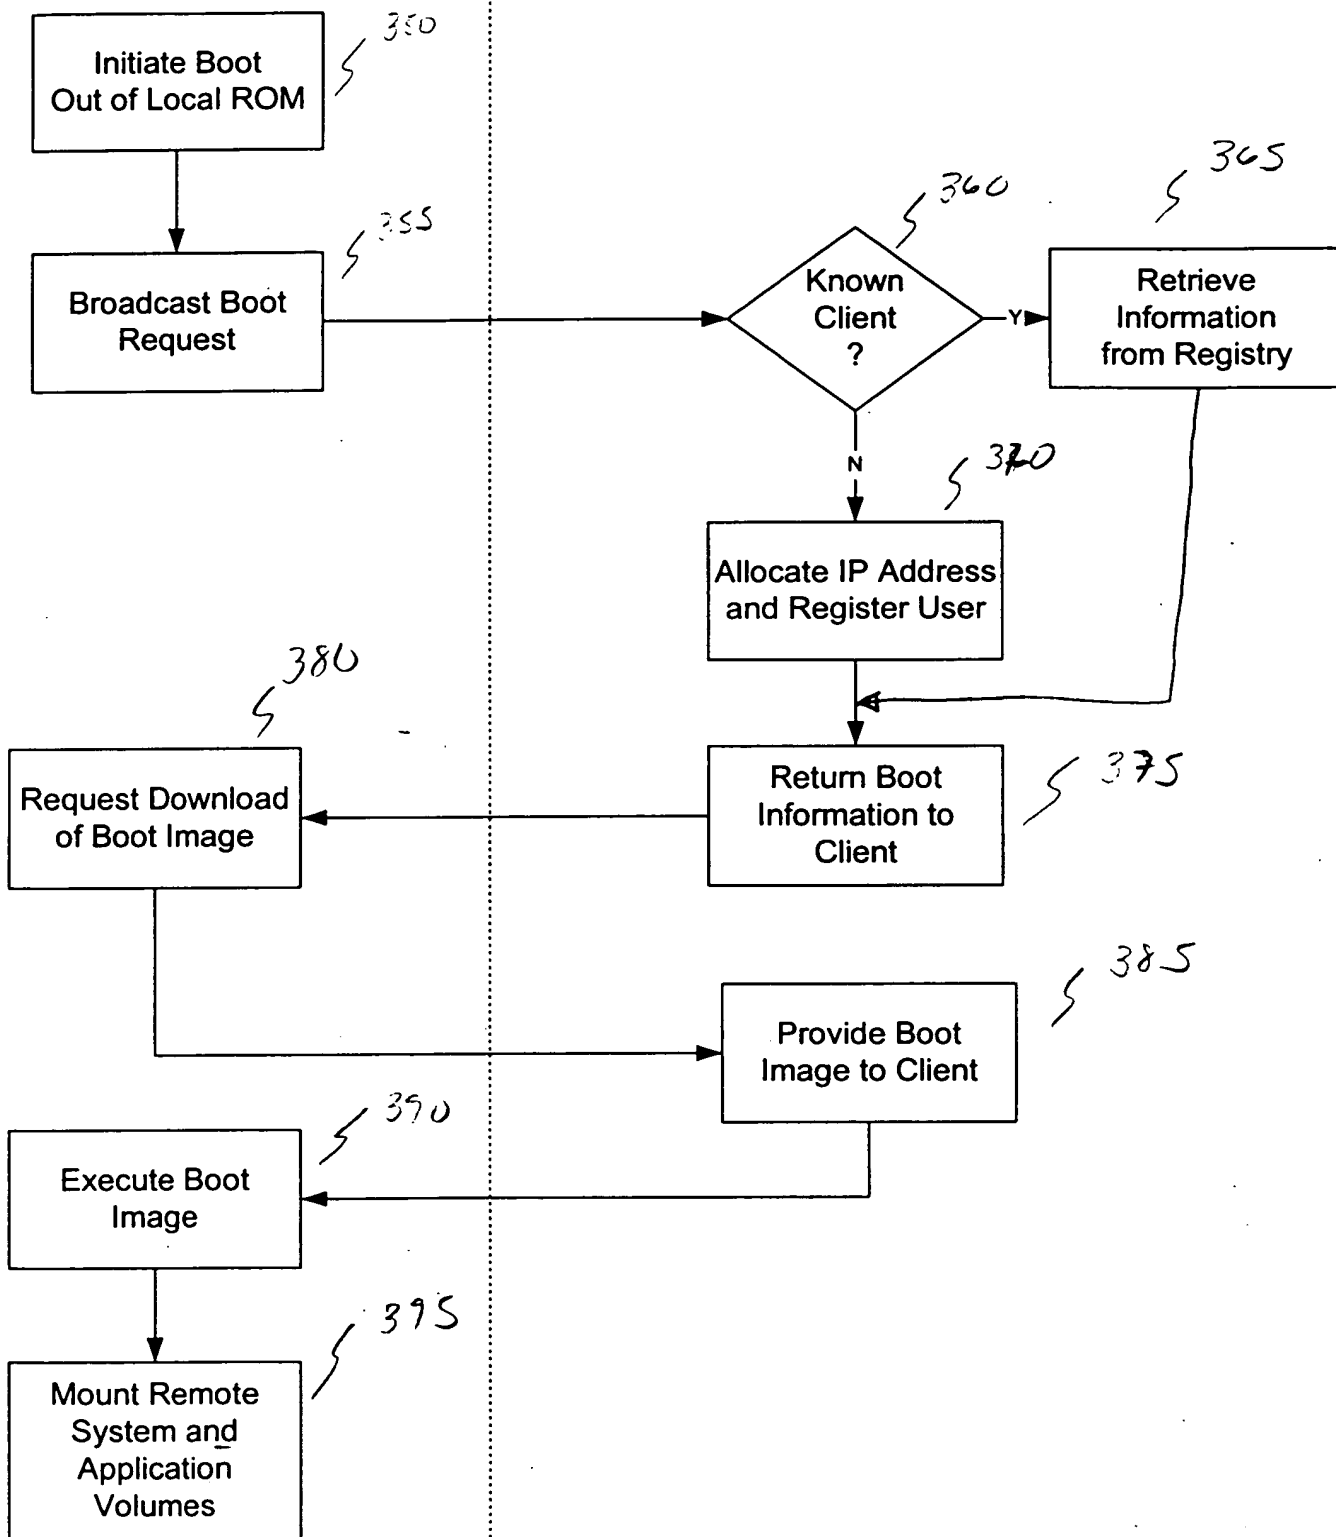 350
Initiate Boot
Out of Local ROM
355
Broadcast Boot
Request
360
Known
Client
?
Y
365
Retrieve
Information
from Registry
N
370
Allocate IP Address
and Register User
380
Request Download
of Boot Image
375
Return Boot
Information to
Client
385
Provide Boot
Image to Client
390
Execute Boot
Image
395
Mount Remote
System and
Application
Volumes